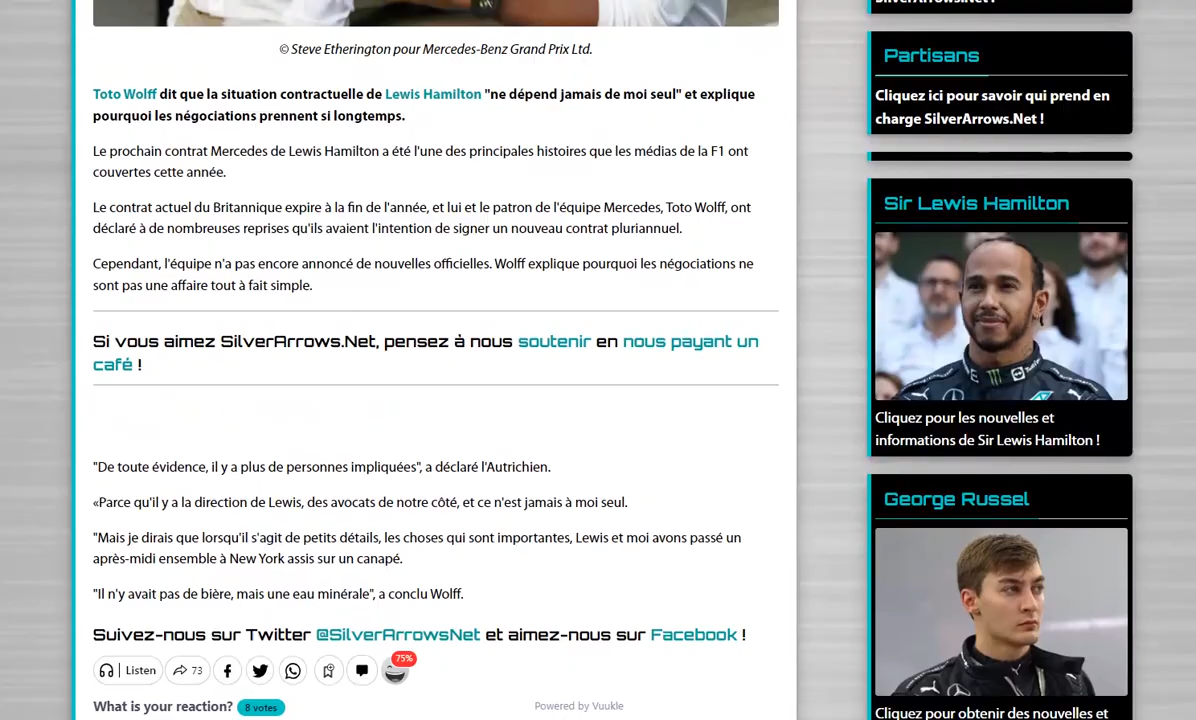 © Steve Etherington pour Mercedes-Benz Grand Prix Ltd.
Toto Wolff dit que la situation contractuelle de Lewis Hamilton "ne dépend jamais de moi seul" et explique
pourquoi les négociations prennent si longtemps.
Le prochain contrat Mercedes de Lewis Hamilton a été l'une des principales histoires que les médias de la F1 ont
couvertes cette année.
Le contrat actuel du Britannique expire à la fin de l'année, et lui et le patron de l'équipe Mercedes, Toto Wolff, ont
déclaré à de nombreuses reprises qu'ils avaient l'intention de signer un nouveau contrat pluriannuel.
Cependant, l'équipe n'a pas encore annoncé de nouvelles officielles. Wolff explique pourquoi les négociations ne
sont pas une affaire tout à fait simple.
Si vous aimez SilverArrows.Net, pensez à nous soutenir en nous payant un
café !
"De toute évidence, il y a plus de personnes impliquées", a déclaré l'Autrichien.
«Parce qu'il y a la direction de Lewis, des avocats de notre côté, et ce n'est jamais à moi seul.
"Mais je dirais que lorsqu'il s'agit de petits détails, les choses qui sont importantes, Lewis et moi avons passé un
après-midi ensemble à New York assis sur un canapé.
"Il n'y avait pas de bière, mais une eau minérale", a conclu Wolff.
Suivez-nous sur Twitter @SilverArrowsNet et aimez-nous sur Facebook !
Listen 73 75%
What is your reaction? 8 votes Powered by Vuukle
SilverArrows.Net !
Partisans
Cliquez ici pour savoir qui prend en
charge SilverArrows.Net !
Sir Lewis Hamilton
Cliquez pour les nouvelles et
informations de Sir Lewis Hamilton !
George Russel
Cliquez pour obtenir des nouvelles et